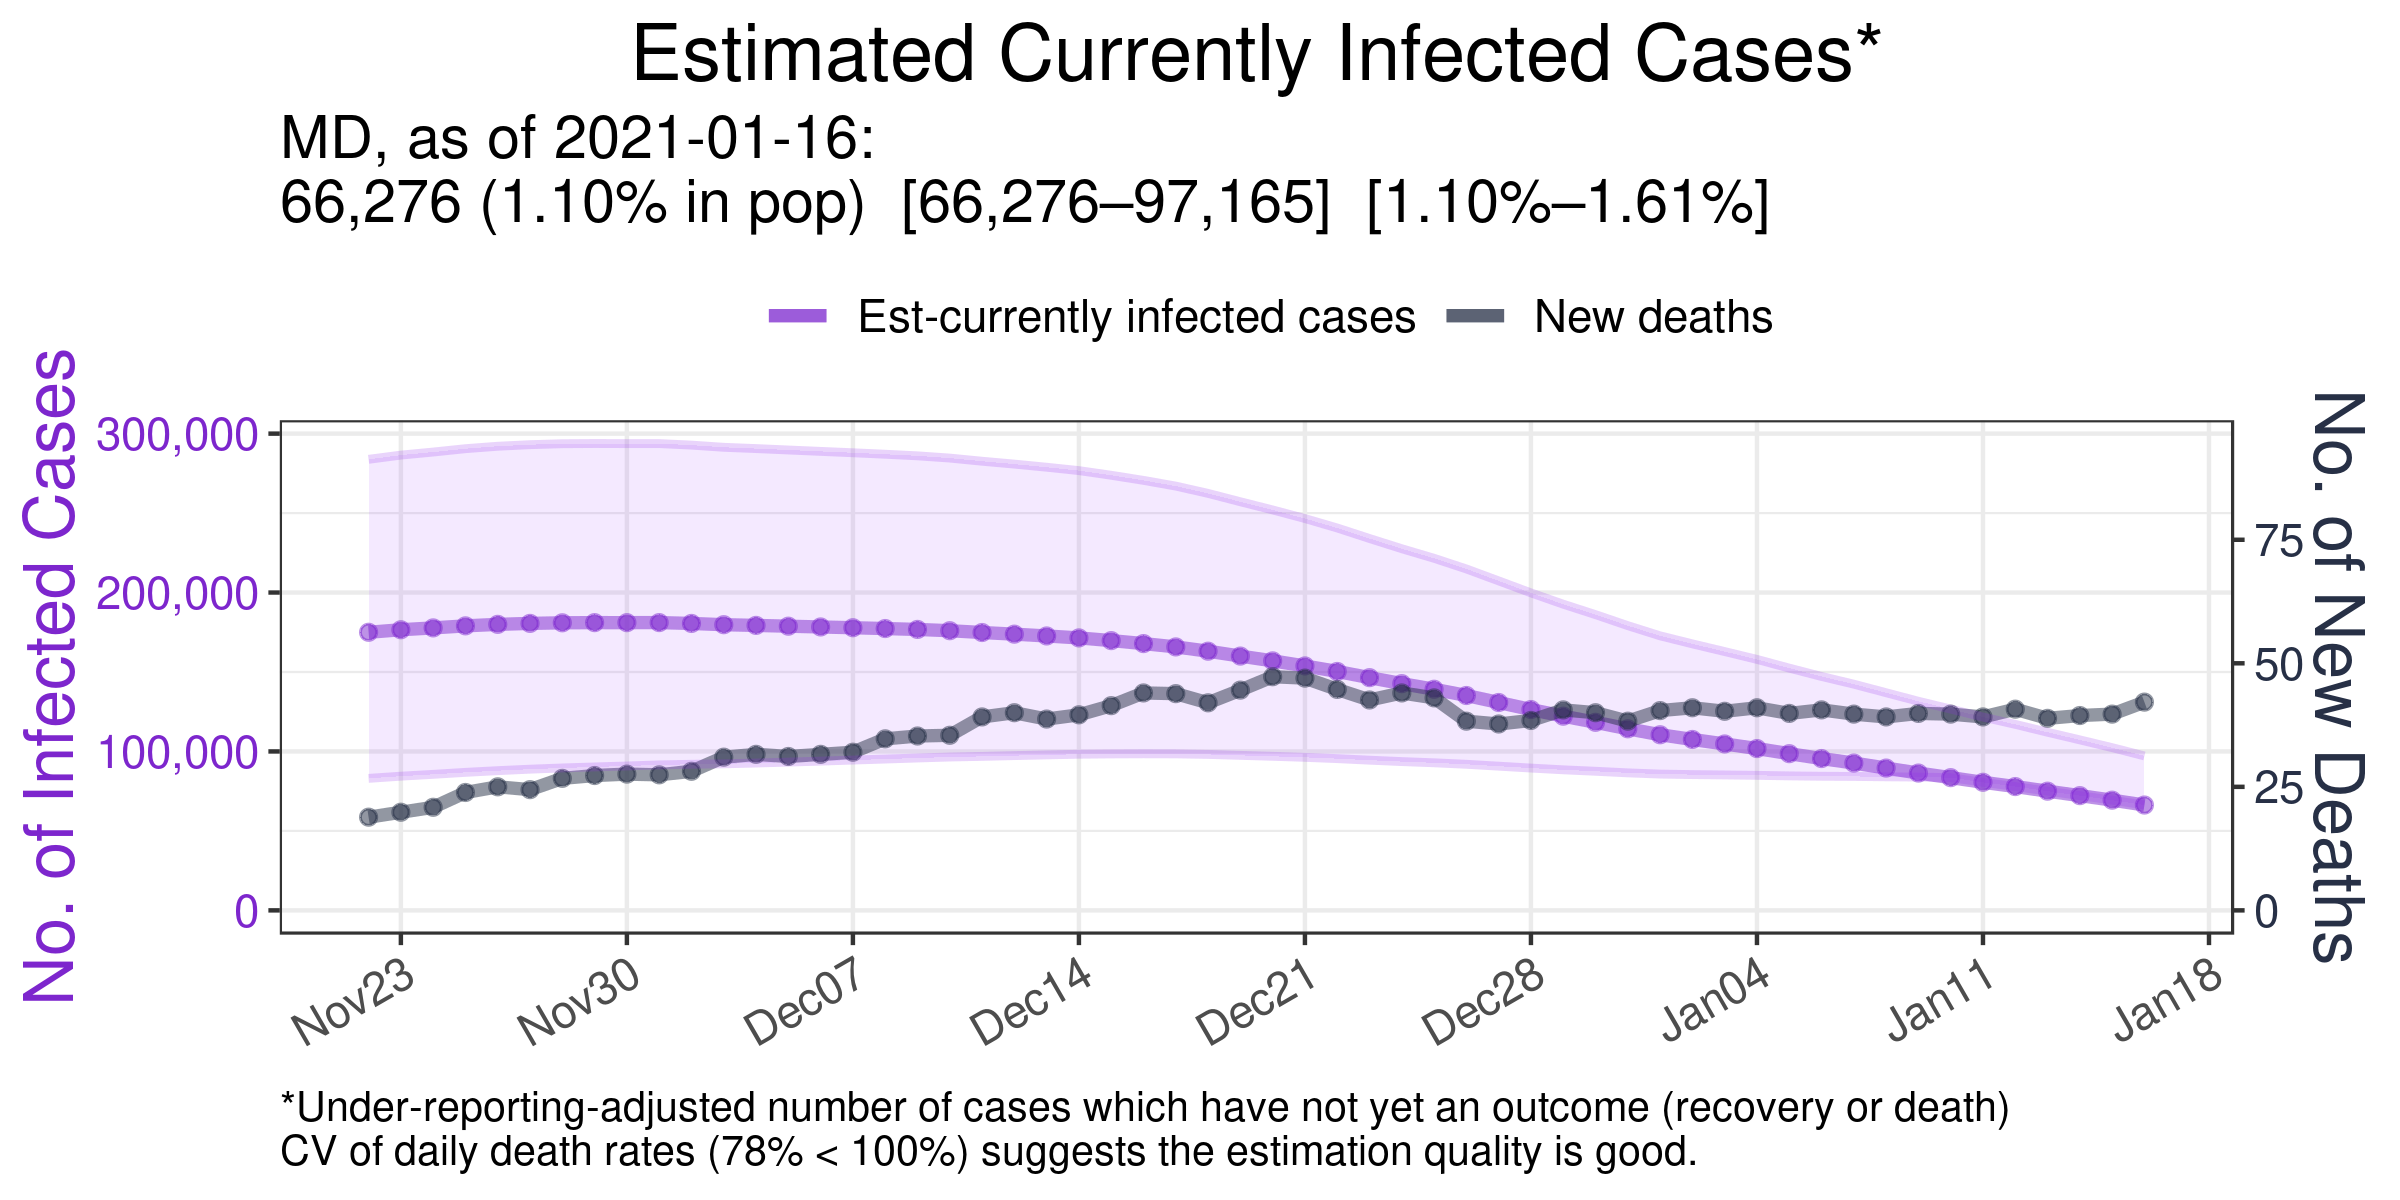 Estimated Currently Infected Cases*
MD, as of 2021-01-16:
66,276 (1.10% in pop)  [66,276–97,165]  [1.10%–1.61%]
Est-currently infected cases
New deaths
No. of Infected Cases
300,000
200,000
100,000
0
No. of New Deaths
75
50
25
0
Nov23
Nov30
Dec07
Dec14
Dec21
Dec28
Jan04
Jan11
Jan18
*Under-reporting-adjusted number of cases which have not yet an outcome (recovery or death)
CV of daily death rates (78% < 100%) suggests the estimation quality is good.